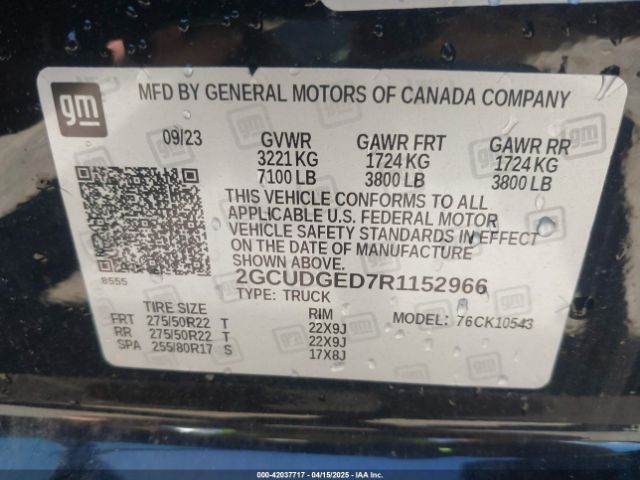 gm
MFD BY GENERAL MOTORS OF CANADA COMPANY
09/23 GVWR GAWR FRT GAWR RR
3221 KG 1724 KG 1724 KG
7100 LB 3800 LB 3800 LB
THIS VEHICLE CONFORMS TO ALL
APPLICABLE U.S. FEDERAL MOTOR
VEHICLE SAFETY STANDARDS IN EFFECT
ON THE DATE OF MANUFACTURE
SHOWN ABOVE.
8555
2GCUDGED7R1152966
TYPE: TRUCK
TIRE SIZE RIM MODEL: 76CK10543
FRT 275/50R22 T 22X9J
RR 275/50R22 T 22X9J
SPA 255/80R17 S 17X8J
000-42037717 - 04/15/2025 - IAAI.COM